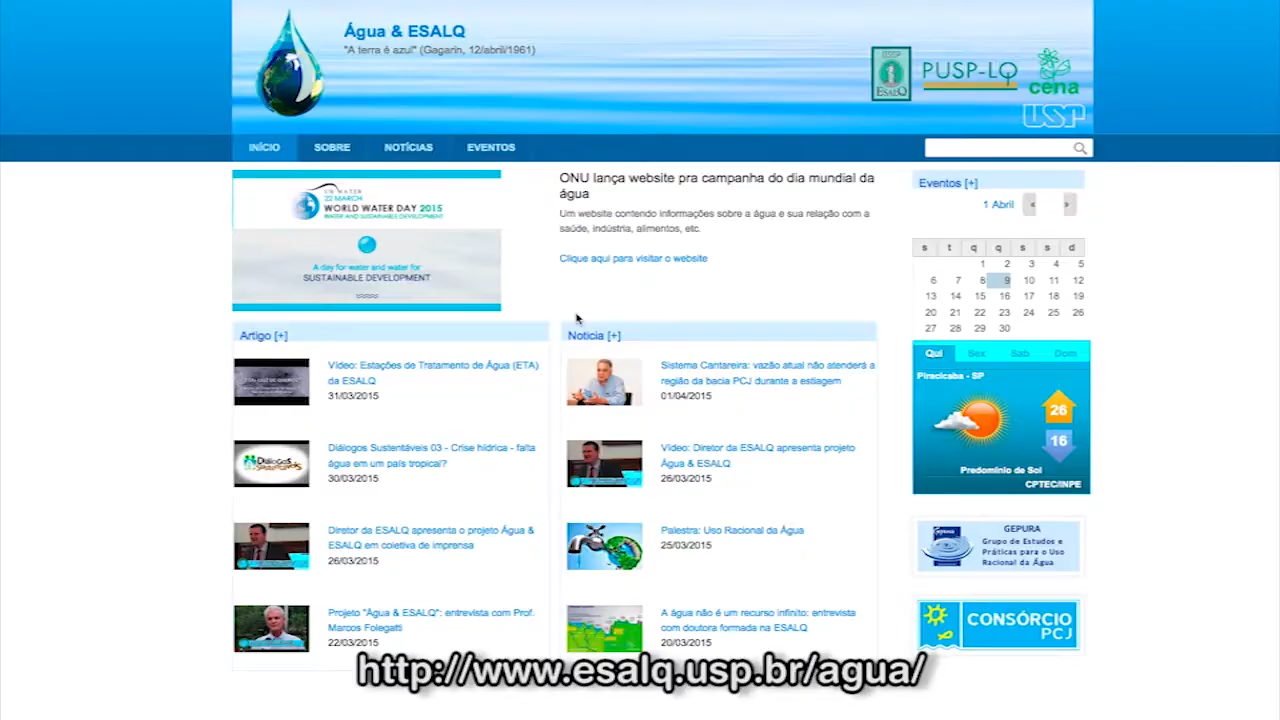 Água & ESALQ
"A terra é azul" (Gagarin, 12/abril/1961)
ESALQ
PUSP-LQ
cena
USP
INÍCIO
SOBRE
NOTÍCIAS
EVENTOS
UN WATER
22 MARCH
WORLD WATER DAY 2015
WATER AND SUSTAINABLE DEVELOPMENT
A day for water and water for
SUSTAINABLE DEVELOPMENT
ONU lança website pra campanha do dia mundial da
água
Um website contendo informações sobre a água e sua relação com a
saúde, indústria, alimentos, etc.
Clique aqui para visitar o website
Eventos [+]
1 Abril « »
s t q q s s d
1 2 3 4 5
6 7 8 9 10 11 12
13 14 15 16 17 18 19
20 21 22 23 24 25 26
27 28 29 30
Artigo [+]
Vídeo: Estações de Tratamento de Água (ETA)
da ESALQ
31/03/2015
Diálogos
Sustentáveis
Diálogos Sustentáveis 03 - Crise hídrica - falta
água em um país tropical?
30/03/2015
Diretor da ESALQ apresenta o projeto Água &
ESALQ em coletiva de imprensa
26/03/2015
Projeto "Água & ESALQ": entrevista com Prof.
Marcos Folegatti
22/03/2015
Noticia [+]
Sistema Cantareira: vazão atual não atenderá a
região da bacia PCJ durante a estiagem
01/04/2015
Vídeo: Diretor da ESALQ apresenta projeto
Água & ESALQ
26/03/2015
Palestra: Uso Racional da Água
25/03/2015
A água não é um recurso infinito: entrevista
com doutora formada na ESALQ
20/03/2015
Qui Sex Sab Dom
Piracicaba - SP
26
16
Predomínio de Sol
CPTEC/INPE
Gepura
GEPURA
Grupo de Estudos e
Práticas para o Uso
Racional da Água
CONSÓRCIO
PCJ
http://www.esalq.usp.br/agua/